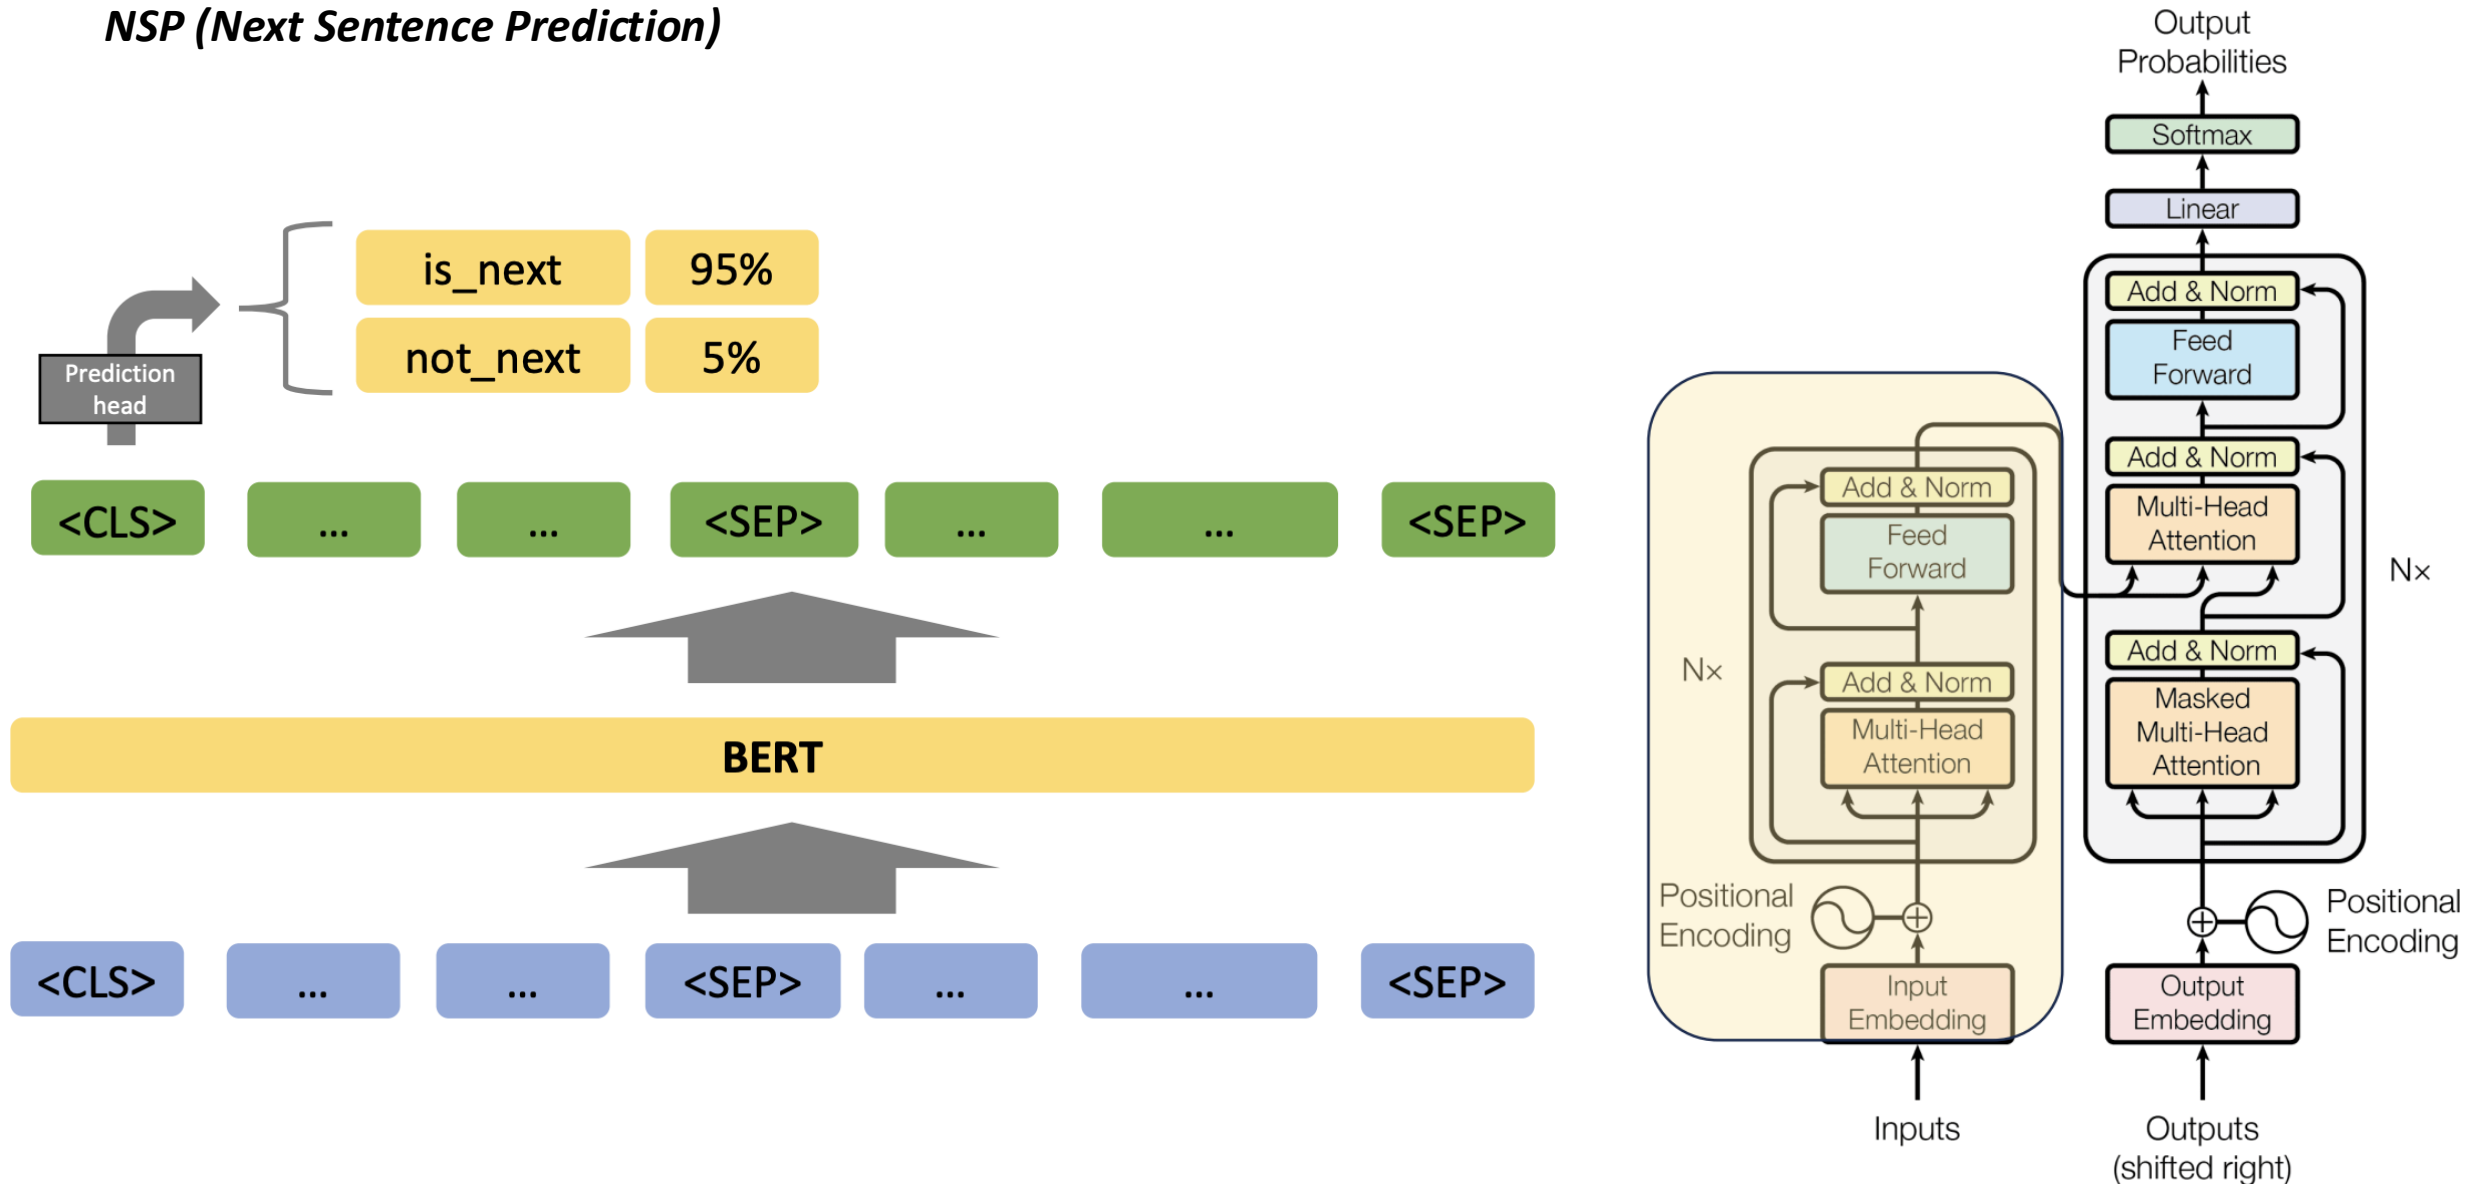 NSP (Next Sentence Prediction)
is_next 95%
not_next 5%
Prediction
head
<CLS> ... ... <SEP> ... ... <SEP>
BERT
<CLS> ... ... <SEP> ... ... <SEP>
Output
Probabilities
Softmax
Linear
Add & Norm
Feed
Forward
Add & Norm
Multi-Head
Attention
N×
Add & Norm
Masked
Multi-Head
Attention
Positional
Encoding
Output
Embedding
Outputs
(shifted right)
Add & Norm
Feed
Forward
N×
Add & Norm
Multi-Head
Attention
Positional
Encoding
Input
Embedding
Inputs